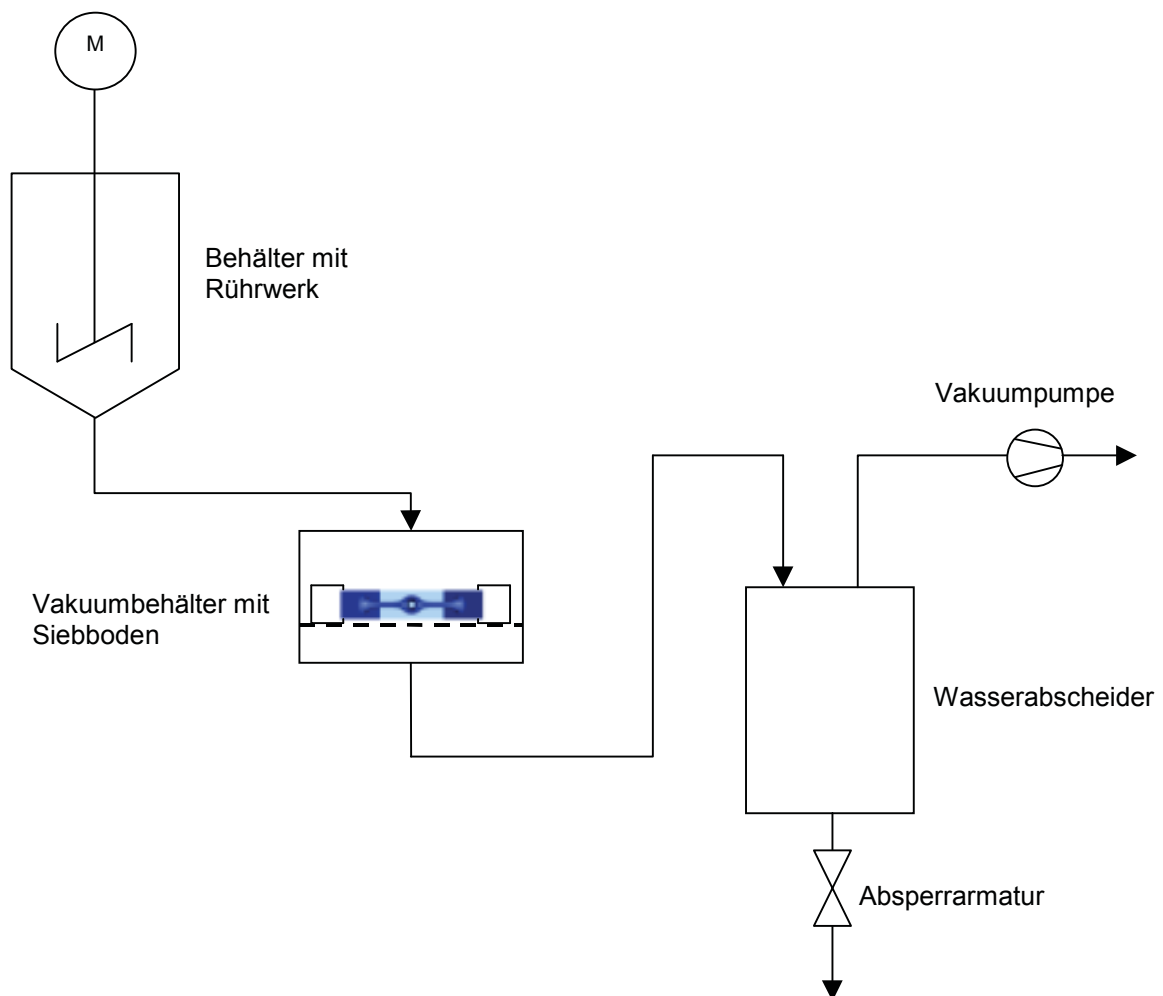 M
Behälter mit
Rührwerk
Vakuumpumpe
Vakuumbehälter mit
Siebboden
Wasserabscheider
Absperrarmatur